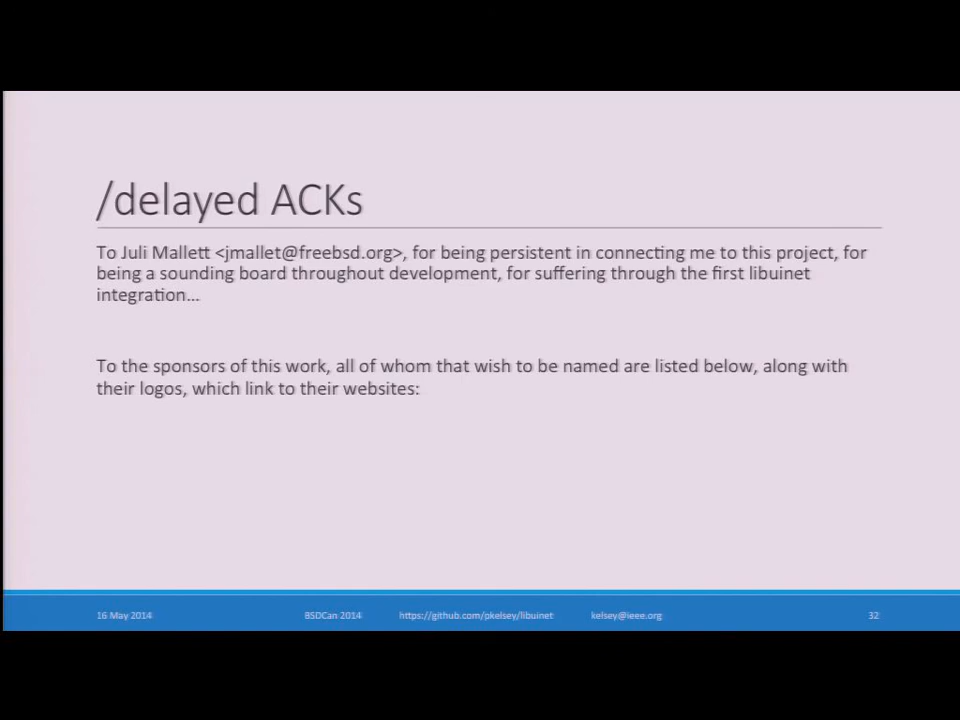 /delayed ACKs
To Juli Mallett <jmallet@freebsd.org>, for being persistent in connecting me to this project, for
being a sounding board throughout development, for suffering through the first libuinet
integration...
To the sponsors of this work, all of whom that wish to be named are listed below, along with
their logos, which link to their websites:
16 May 2014 BSDCan 2014 https://github.com/pkelsey/libuinet kelsey@ieee.org 32